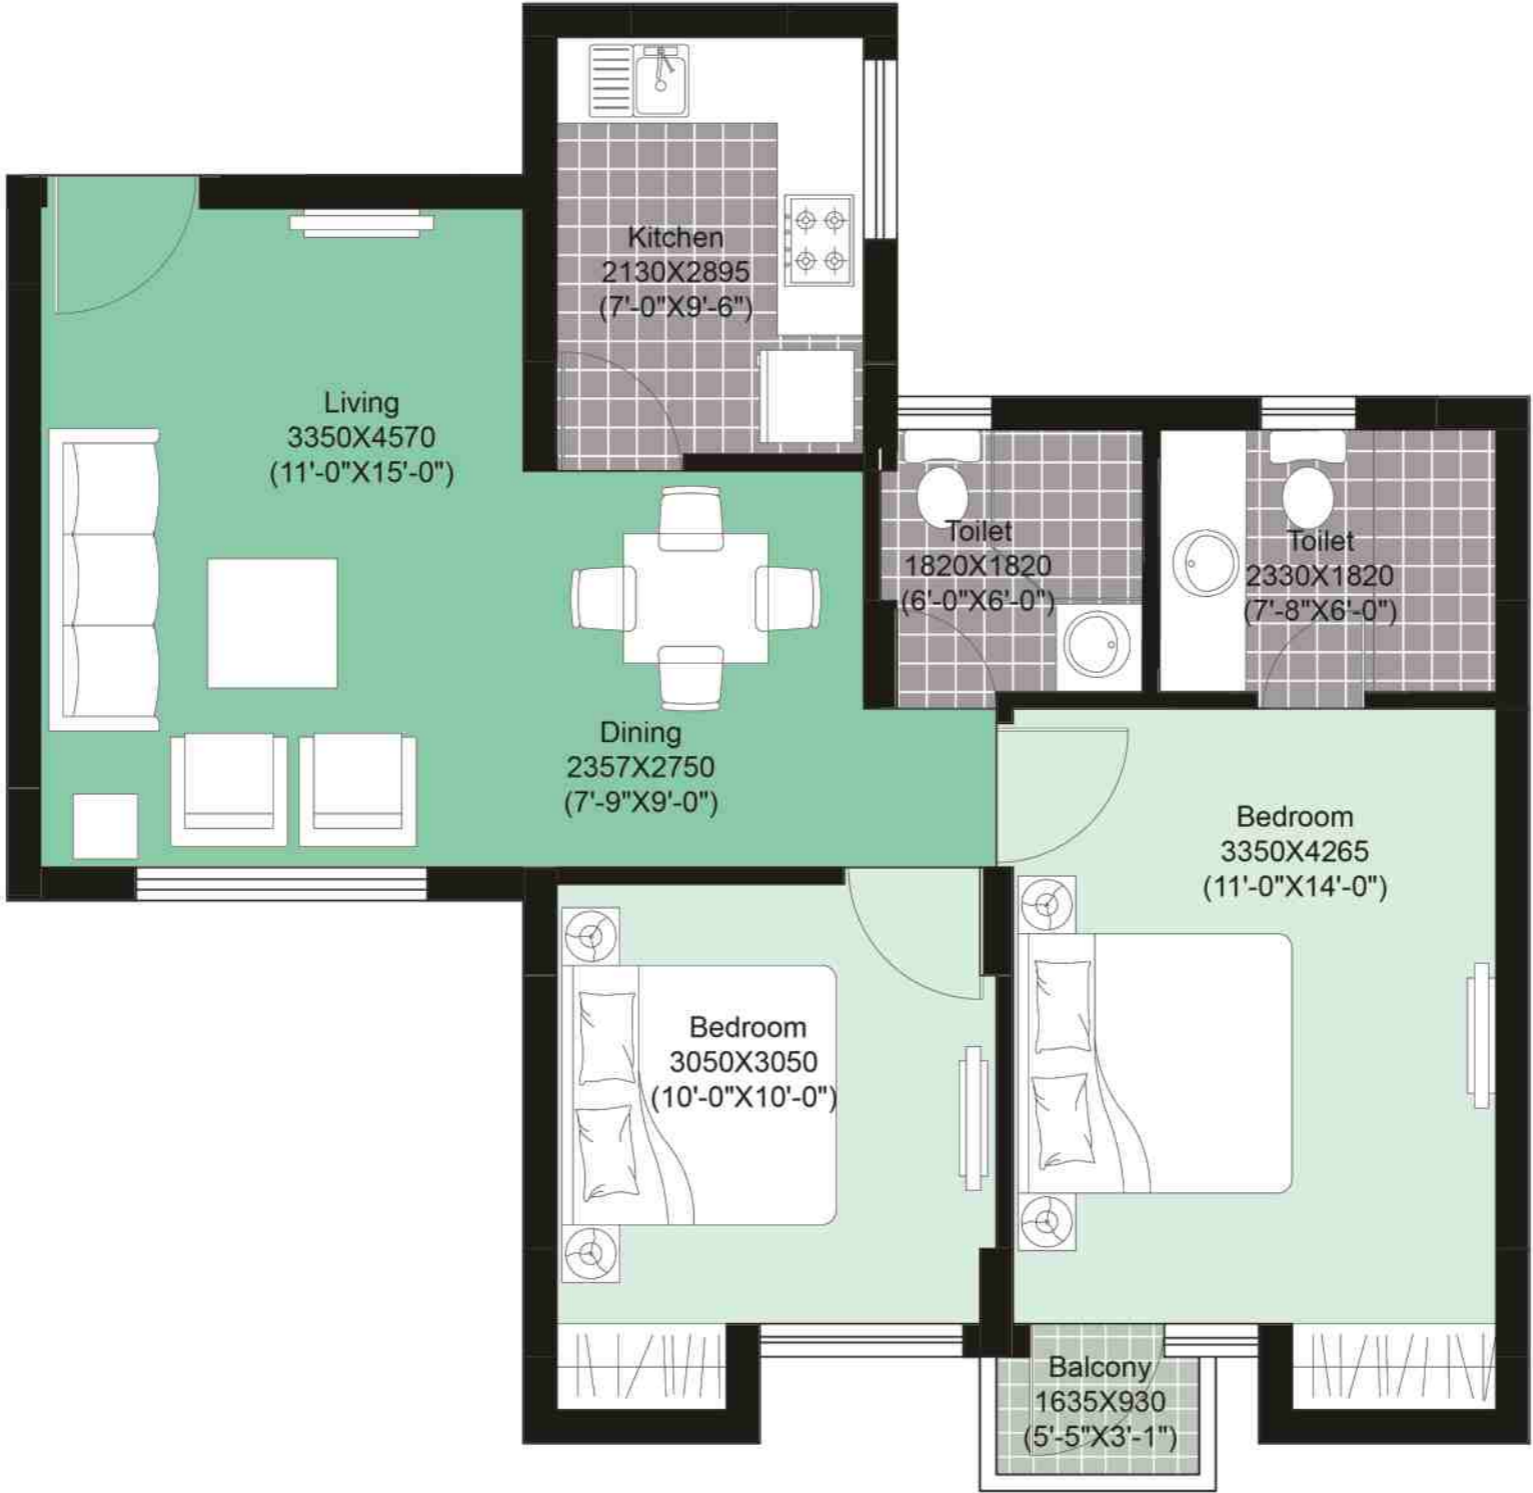 Kitchen
2130X2895
(7'-0"X9'-6")
Living
3350X4570
(11'-0"X15'-0")
Toilet
1820X1820
(6'-0"X6'-0")
Toilet
2330X1820
(7'-8"X6'-0")
Dining
2357X2750
(7'-9"X9'-0")
Bedroom
3350X4265
(11'-0"X14'-0")
Bedroom
3050X3050
(10'-0"X10'-0")
Balcony
1635X930
(5'-5"X3'-1")